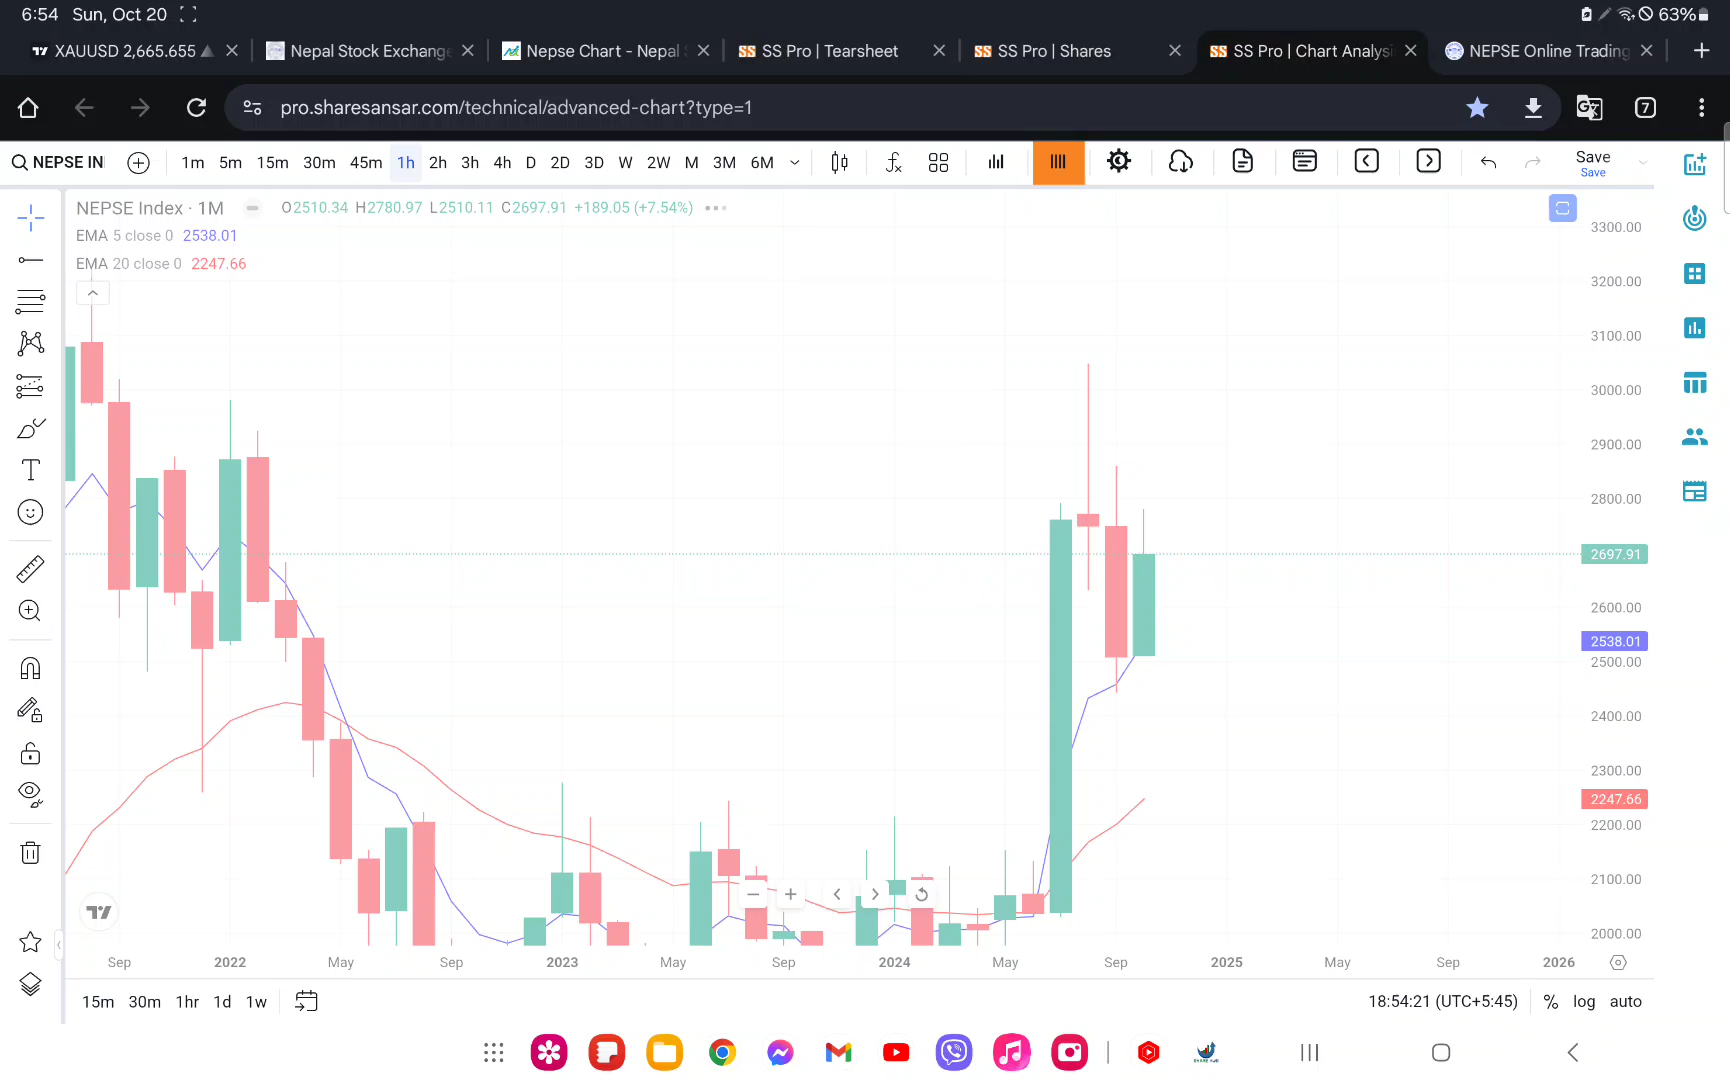 6:54 Sun, Oct 20 63%
XAUUSD 2,665.655 Nepal Stock Exchange Nepse Chart - Nepal SS Pro | Tearsheet SS Pro | Shares SS Pro | Chart Analysi NEPSE Online Trading
pro.sharesansar.com/technical/advanced-chart?type=1 7
NEPSE IN 1m 5m 15m 30m 45m 1h 2h 3h 4h D 2D 3D W 2W M 3M 6M Save
Save
NEPSE Index · 1M O2510.34 H2780.97 L2510.11 C2697.91 +189.05 (+7.54%)
EMA 5 close 0 2538.01
EMA 20 close 0 2247.66
3300.00
3200.00
3100.00
3000.00
2900.00
2800.00
2697.91
2600.00
2538.01
2500.00
2400.00
2300.00
2247.66
2200.00
2100.00
2000.00
Sep 2022 May Sep 2023 May Sep 2024 May Sep 2025 May Sep 2026
15m 30m 1hr 1d 1w 18:54:21 (UTC+5:45) % log auto